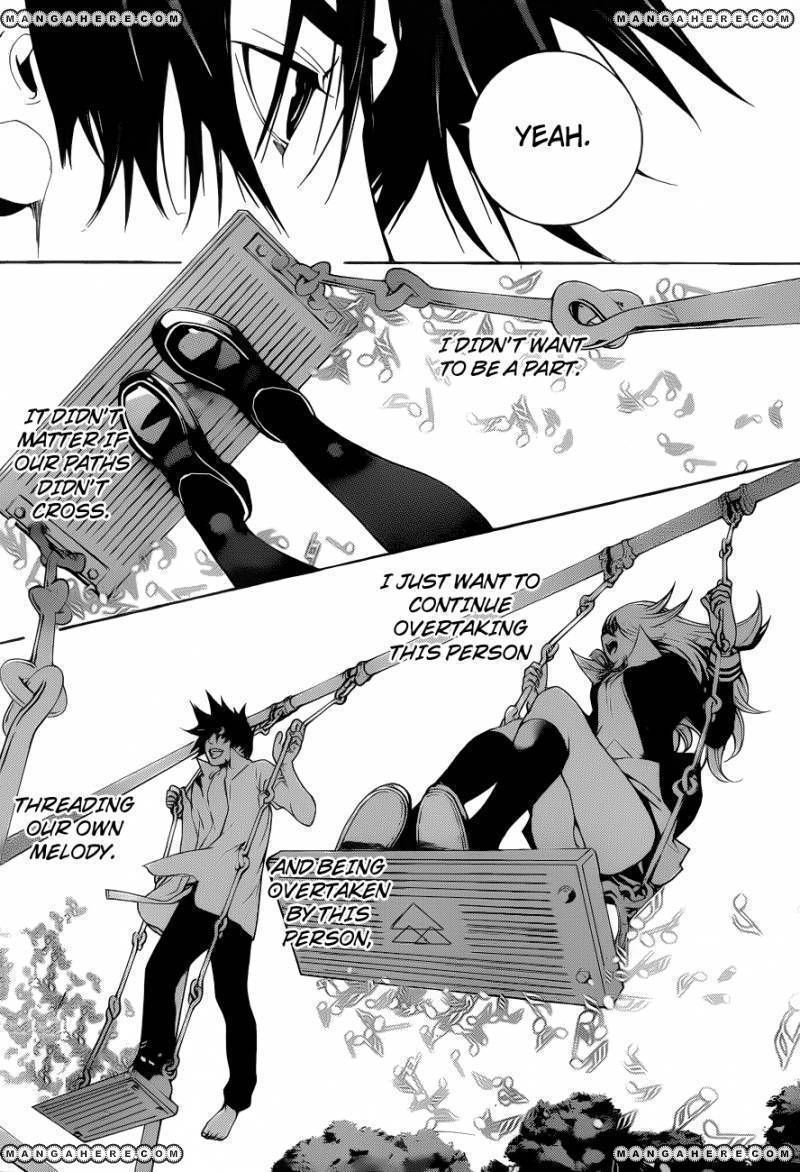 MANGAHERE.COM
MANGAHERE.COM
YEAH.
I DIDN'T WANT
TO BE A PART.
IT DIDN'T
MATTER IF
OUR PATHS
DIDN'T
CROSS.
I JUST WANT TO
CONTINUE
OVERTAKING
THIS PERSON
AND BEING
OVERTAKEN
BY THIS
PERSON,
THREADING
OUR OWN
MELODY.
MANGAHERE.COM
MANGAHERE.COM